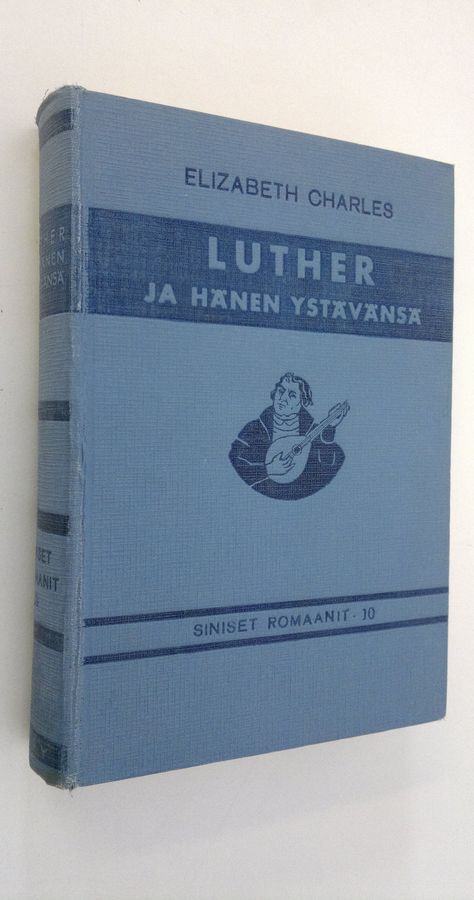 ELIZABETH CHARLES
LUTHER
JA HÄNEN YSTÄVÄNSÄ
SINISET ROMAANIT · 10